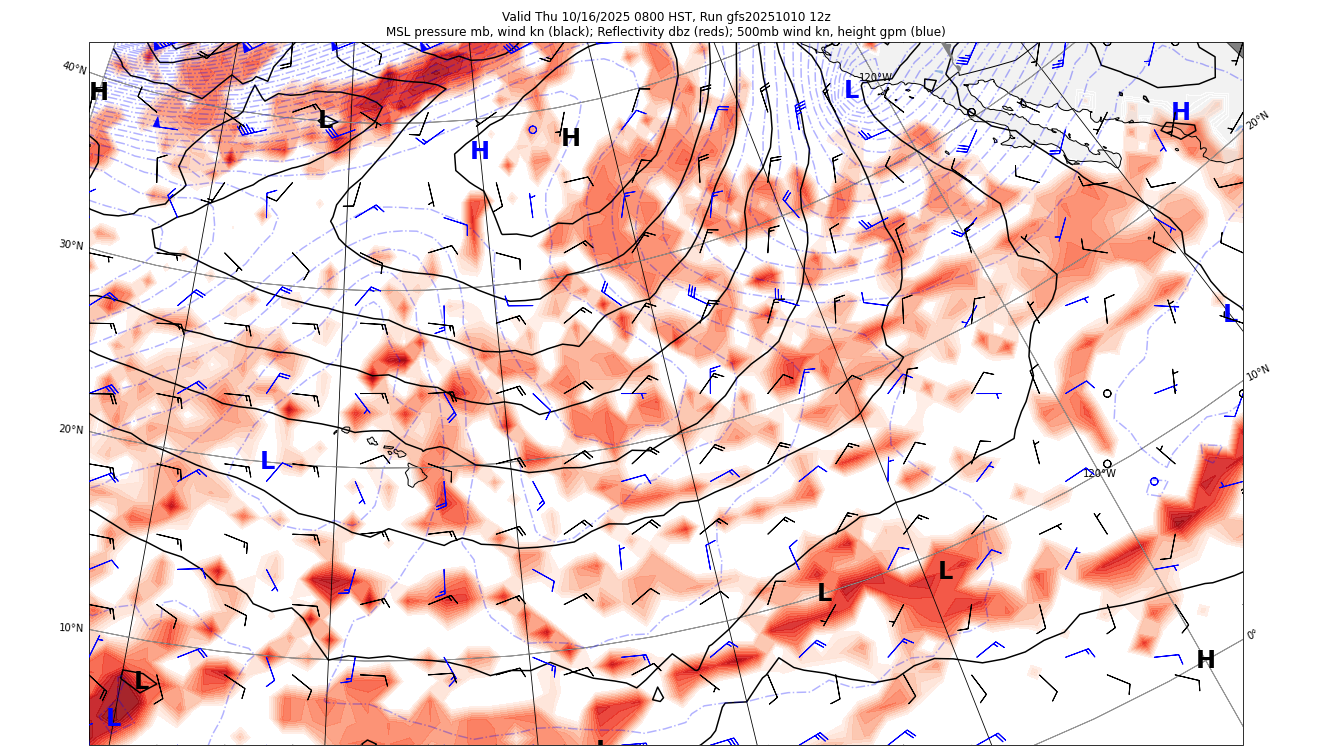 Valid Thu 10/16/2025 0800 HST, Run gfs20251010 12z
MSL pressure mb, wind kn (black); Reflectivity dbz (reds); 500mb wind kn, height gpm (blue)
40°N
120°W
L
H
H
L
H
H
20°N
30°N
L
10°N
20°N
L
120°W
L
L
10°N
0°
H
L
L
L